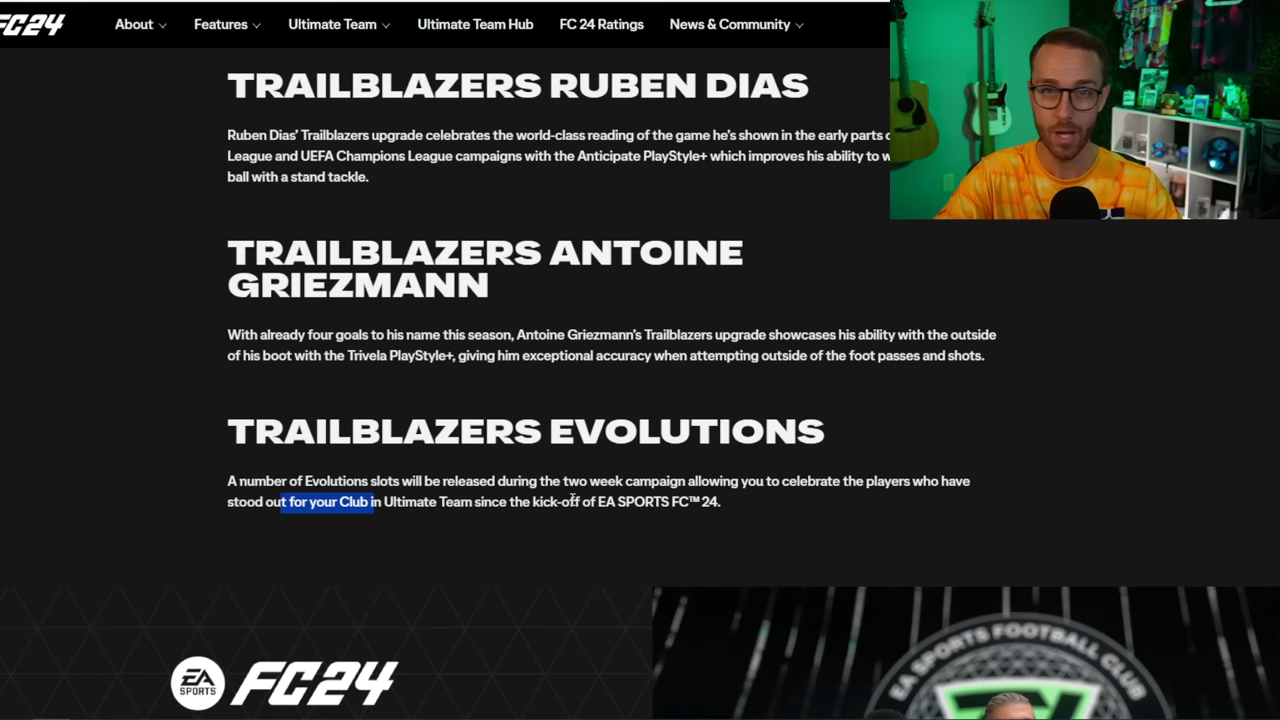 FC24
About
Features
Ultimate Team
Ultimate Team Hub
FC 24 Ratings
News & Community
TRAILBLAZERS RUBEN DIAS
Ruben Dias' Trailblazers upgrade celebrates the world-class reading of the game he's shown in the early parts
League and UEFA Champions League campaigns with the Anticipate PlayStyle+ which improves his ability to
ball with a stand tackle.
TRAILBLAZERS ANTOINE
GRIEZMANN
With already four goals to his name this season, Antoine Griezmann's Trailblazers upgrade showcases his ability with the outside
of his boot with the Trivela PlayStyle+, giving him exceptional accuracy when attempting outside of the foot passes and shots.
TRAILBLAZERS EVOLUTIONS
A number of Evolutions slots will be released during the two week campaign allowing you to celebrate the players who have
stood out for your Club in Ultimate Team since the kick-off of EA SPORTS FC™ 24.
EA SPORTS FC24
EA SPORTS FOOTBALL CLUB